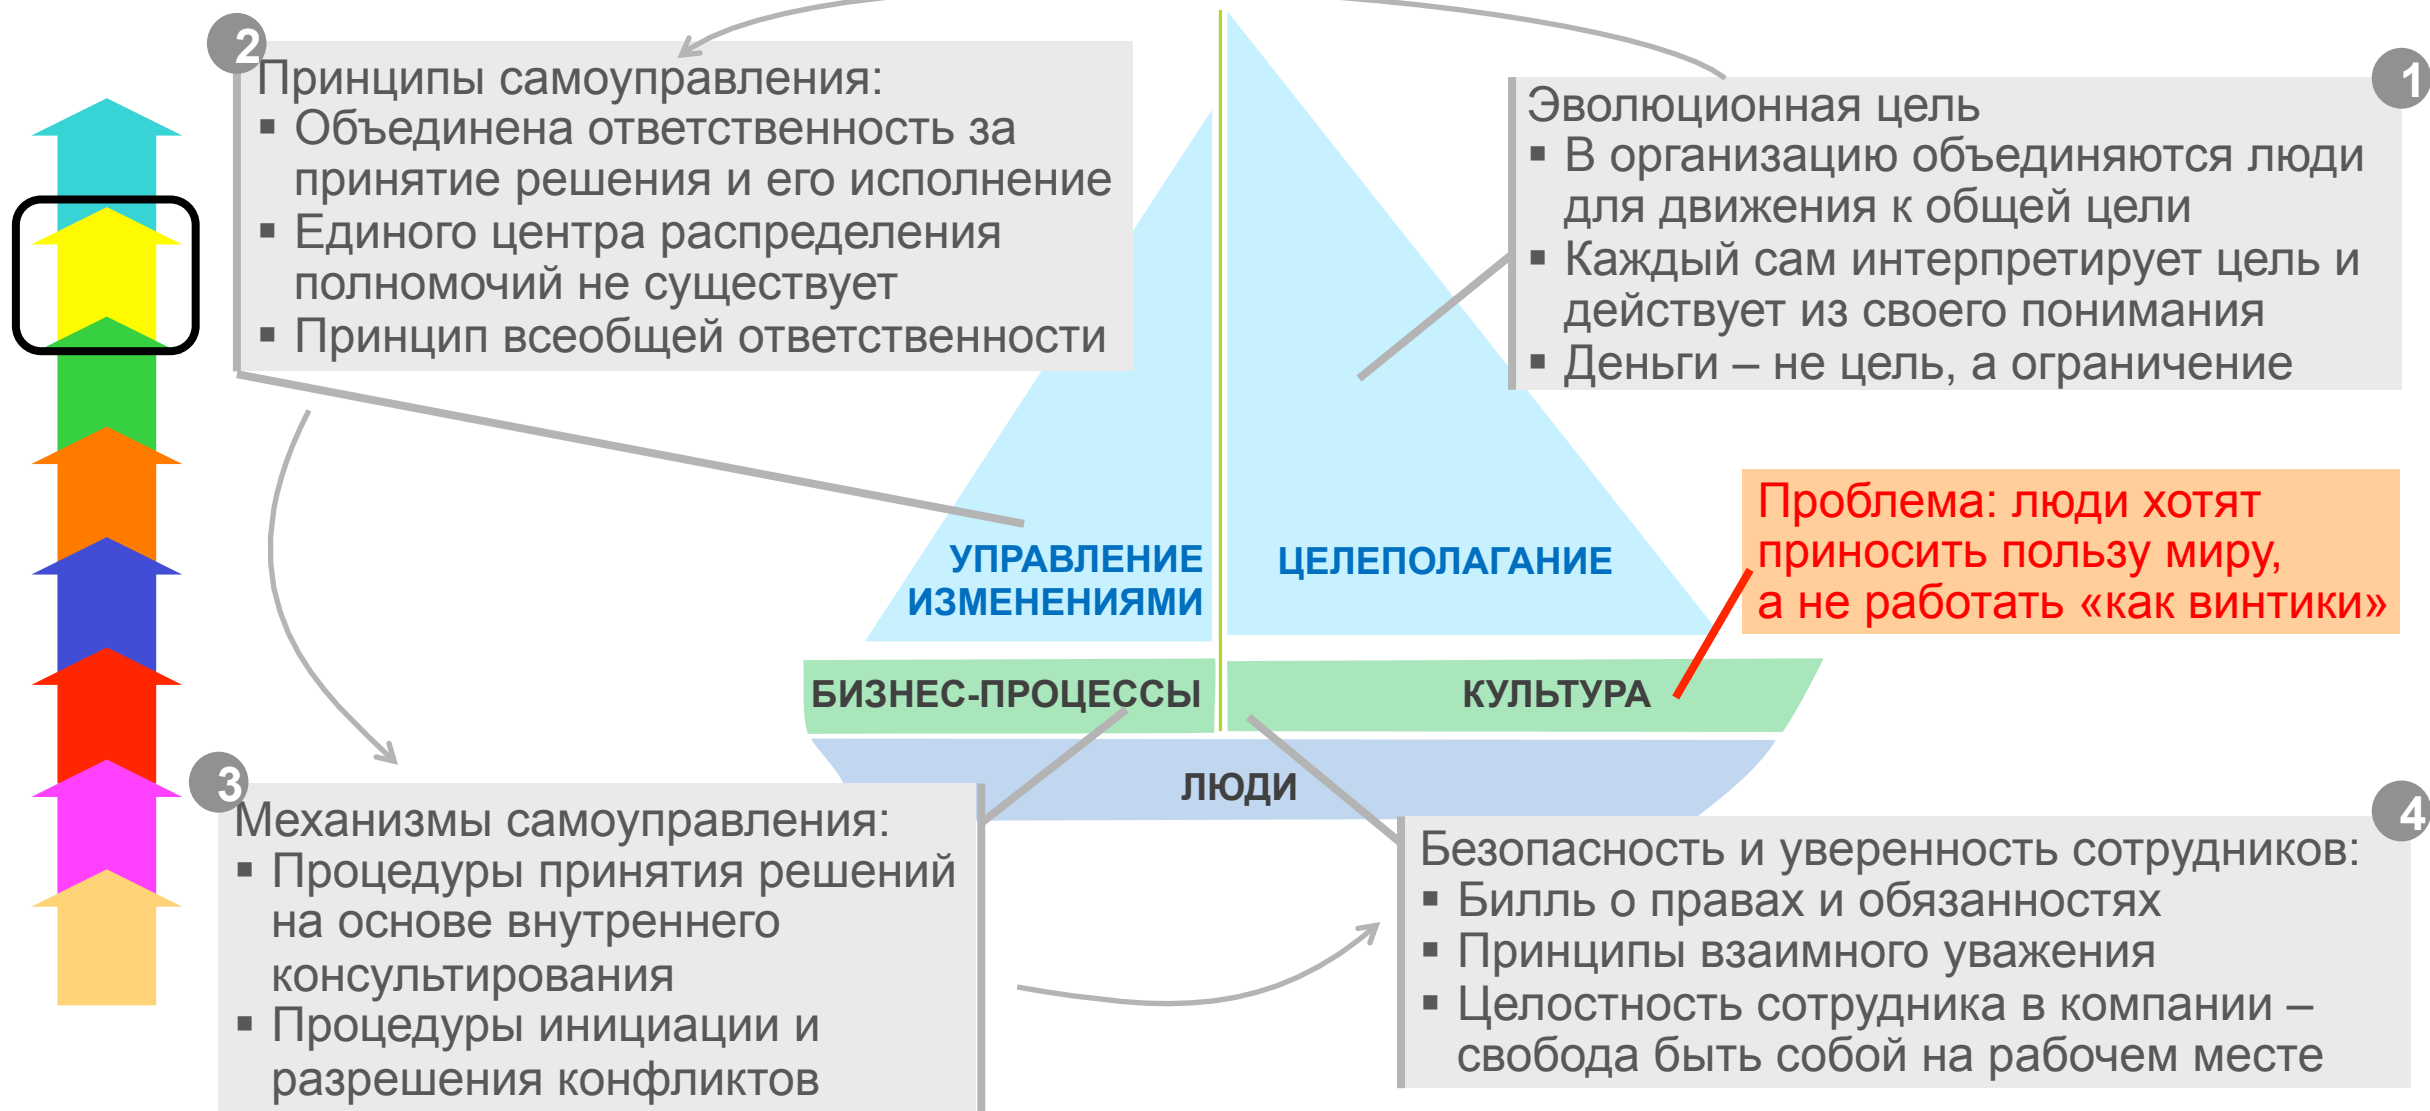 2
Принципы самоуправления:
▪ Объединена ответственность за
принятие решения и его исполнение
▪ Единого центра распределения
полномочий не существует
▪ Принцип всеобщей ответственности
1
Эволюционная цель
▪ В организацию объединяются люди
для движения к общей цели
▪ Каждый сам интерпретирует цель и
действует из своего понимания
▪ Деньги – не цель, а ограничение
Проблема: люди хотят
приносить пользу миру,
а не работать «как винтики»
УПРАВЛЕНИЕ
ИЗМЕНЕНИЯМИ
ЦЕЛЕПОЛАГАНИЕ
БИЗНЕС-ПРОЦЕССЫ
КУЛЬТУРА
ЛЮДИ
3
Механизмы самоуправления:
▪ Процедуры принятия решений
на основе внутреннего
консультирования
▪ Процедуры инициации и
разрешения конфликтов
4
Безопасность и уверенность сотрудников:
▪ Билль о правах и обязанностях
▪ Принципы взаимного уважения
▪ Целостность сотрудника в компании –
свобода быть собой на рабочем месте